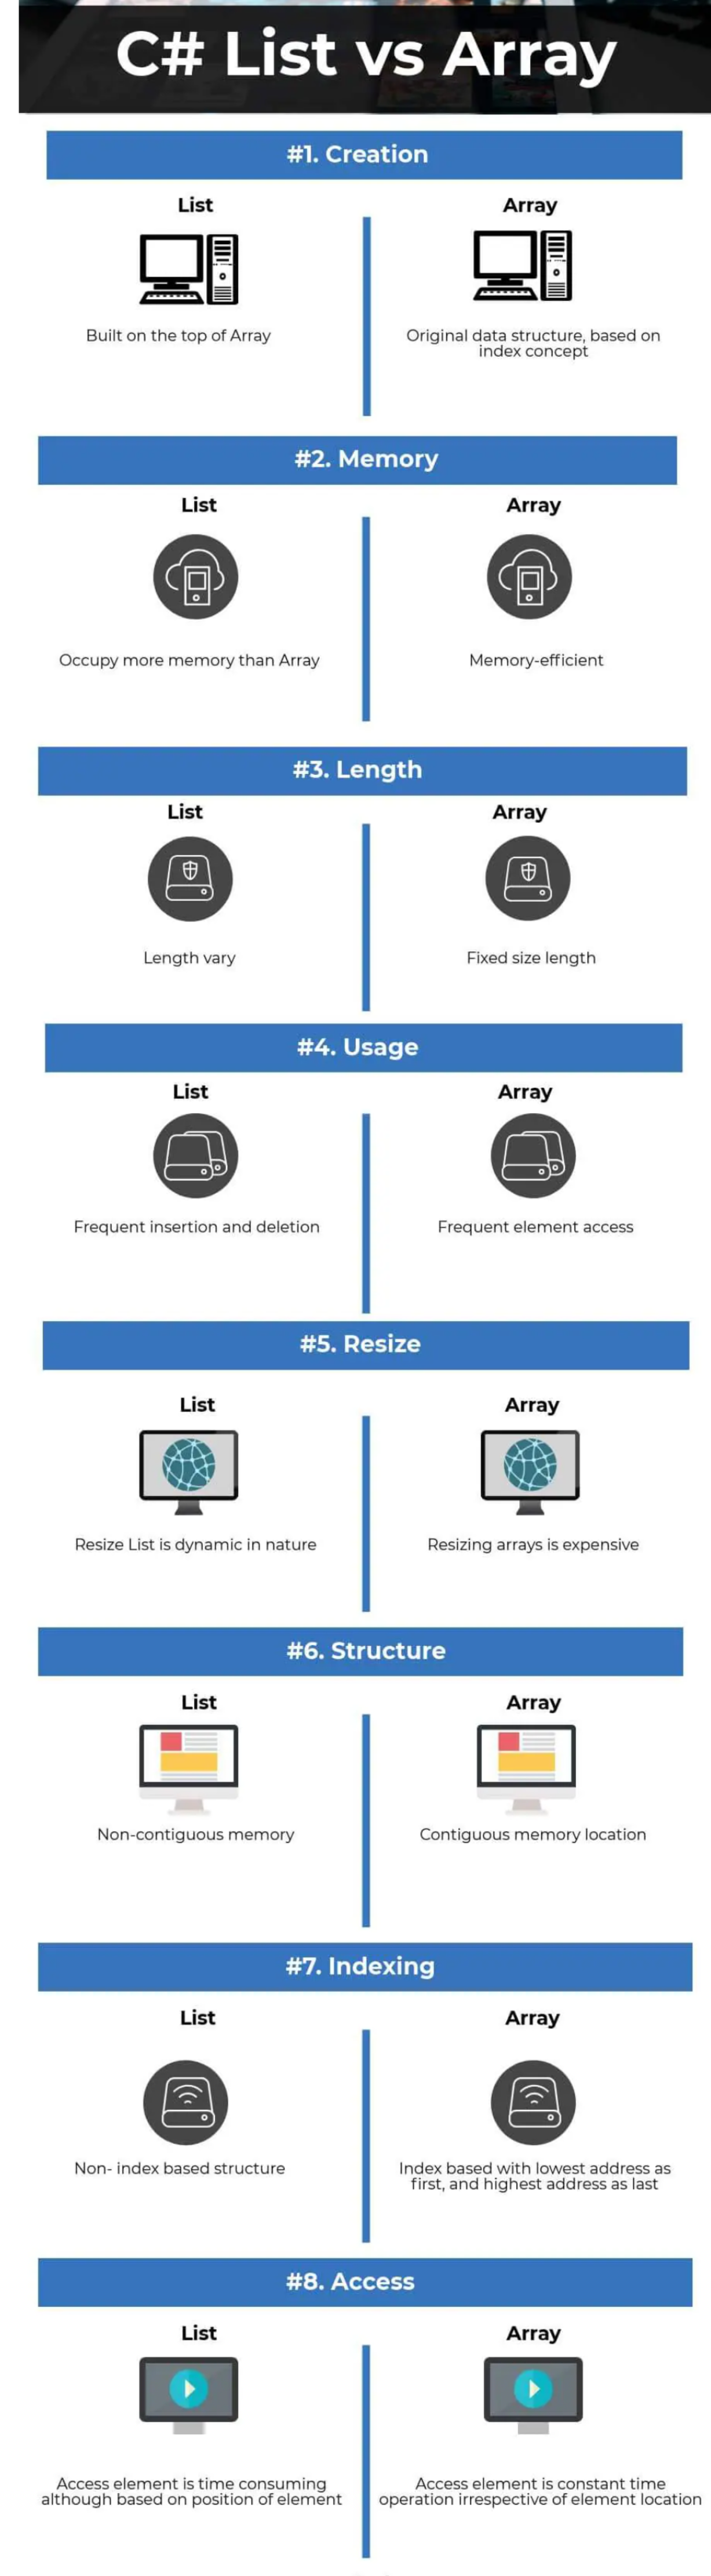 C# List vs Array
#1. Creation
List
Array
Built on the top of Array
Original data structure, based on
index concept
#2. Memory
List
Array
Occupy more memory than Array
Memory-efficient
#3. Length
List
Array
Length vary
Fixed size length
#4. Usage
List
Array
Frequent insertion and deletion
Frequent element access
#5. Resize
List
Array
Resize List is dynamic in nature
Resizing arrays is expensive
#6. Structure
List
Array
Non-contiguous memory
Contiguous memory location
#7. Indexing
List
Array
Non- index based structure
Index based with lowest address as
first, and highest address as last
#8. Access
List
Array
Access element is time consuming
although based on position of element
Access element is constant time
operation irrespective of element location